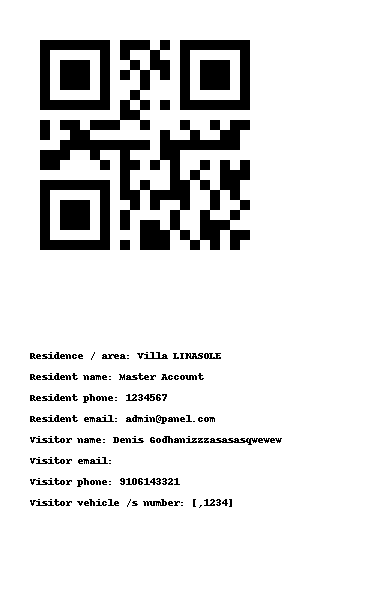 Residence / area: Villa LINASOLE
Resident name: Master Account
Resident phone: 1234567
Resident email: admin@panel.com
Visitor name: Denis Godhanizzzasasasqwewew
Visitor email:
Visitor phone: 9106143321
Visitor vehicle /s number: [,1234]